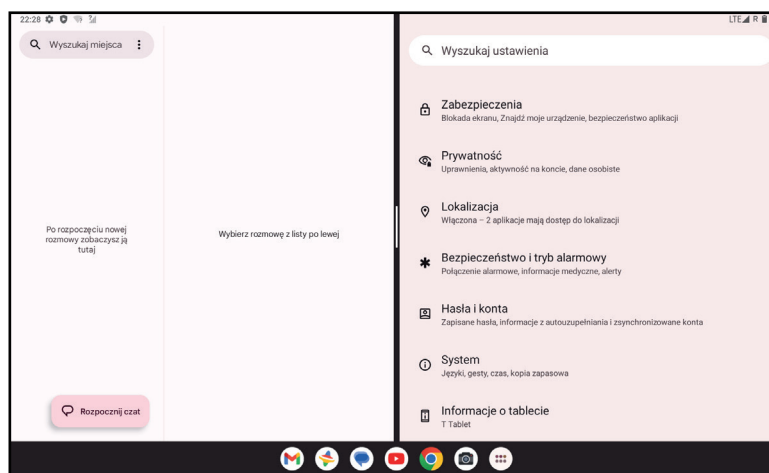 22:28
LTE R
Wyszukaj miejsca
Po rozpoczęciu nowej
rozmowy zobaczysz ją
tutaj
Rozpocznij czat
Wybierz rozmowę z listy po lewej
Wyszukaj ustawienia
Zabezpieczenia
Blokada ekranu, Znajdź moje urządzenie, bezpieczeństwo aplikacji
Prywatność
Uprawnienia, aktywność na koncie, dane osobiste
Lokalizacja
Włączona – 2 aplikacje mają dostęp do lokalizacji
Bezpieczeństwo i tryb alarmowy
Połączenie alarmowe, informacje medyczne, alerty
Hasła i konta
Zapisane hasła, informacje z autouzupełniania i zsynchronizowane konta
System
Języki, gesty, czas, kopia zapasowa
Informacje o tablecie
T Tablet